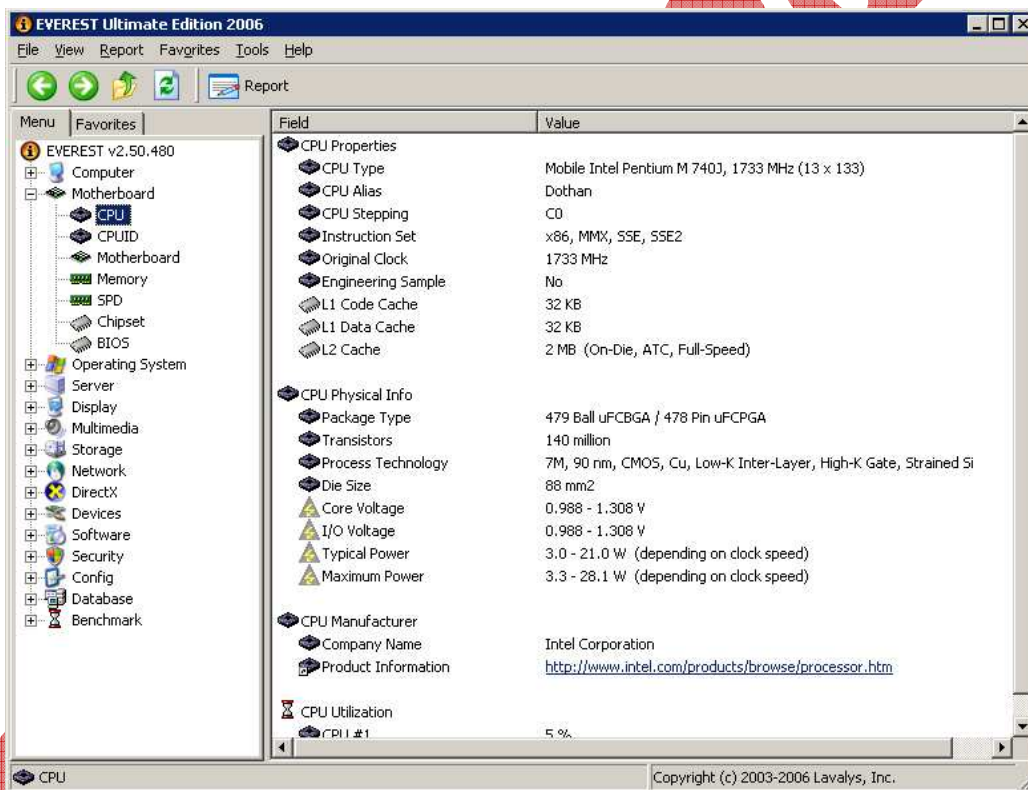 EVEREST Ultimate Edition 2006
File View Report Favorites Tools Help
Report
Menu Favorites
EVEREST v2.50.480
Computer
Motherboard
CPU
CPUID
Motherboard
Memory
SPD
Chipset
BIOS
Operating System
Server
Display
Multimedia
Storage
Network
DirectX
Devices
Software
Security
Config
Database
Benchmark
Field Value
CPU Properties
CPU Type Mobile Intel Pentium M 740J, 1733 MHz (13 x 133)
CPU Alias Dothan
CPU Stepping C0
Instruction Set x86, MMX, SSE, SSE2
Original Clock 1733 MHz
Engineering Sample No
L1 Code Cache 32 KB
L1 Data Cache 32 KB
L2 Cache 2 MB (On-Die, ATC, Full-Speed)
CPU Physical Info
Package Type 479 Ball uFCBGA / 478 Pin uFCPGA
Transistors 140 million
Process Technology 7M, 90 nm, CMOS, Cu, Low-K Inter-Layer, High-K Gate, Strained Si
Die Size 88 mm2
Core Voltage 0.988 - 1.308 V
I/O Voltage 0.988 - 1.308 V
Typical Power 3.0 - 21.0 W (depending on clock speed)
Maximum Power 3.3 - 28.1 W (depending on clock speed)
CPU Manufacturer
Company Name Intel Corporation
Product Information http://www.intel.com/products/browse/processor.htm
CPU Utilization
CPU #1 5 %
CPU Copyright (c) 2003-2006 Lavalys, Inc.